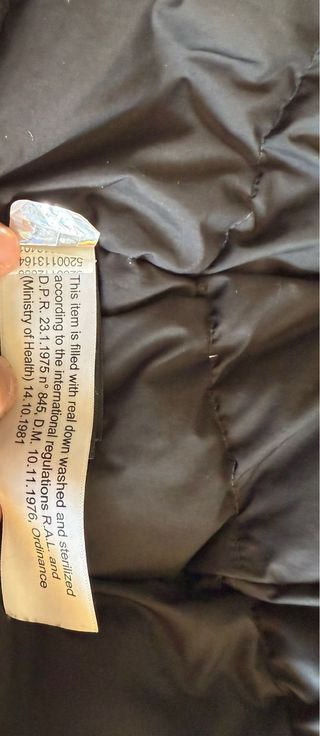 5200113164
This item is filled with real down washed and sterilized
according to the international regulations R.A.L. and
D.P.R. 23.1.1975 n° 845, D.M. 10.11.1976. Ordinance
(Ministry of Health) 14.10.1981